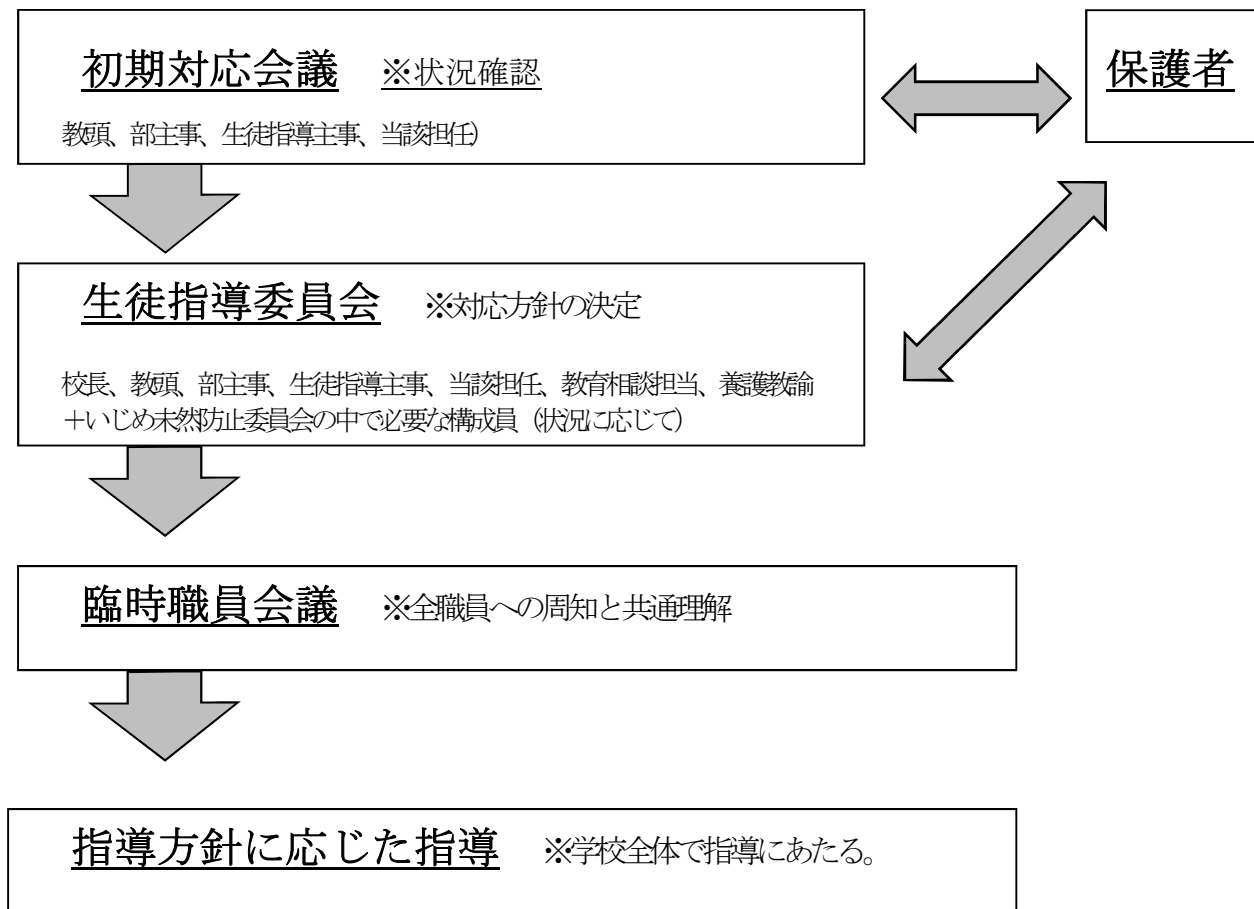 初期対応会議 ※状況確認
教頭、部主事、生徒指導主事、当該担任)
保護者
生徒指導委員会 ※対応方針の決定
校長、教頭、部主事、生徒指導主事、当該担任、教育相談担当、養護教諭
＋いじめ未然防止委員会の中で必要な構成員（状況に応じて）
臨時職員会議 ※全職員への周知と共通理解
指導方針に応じた指導 ※学校全体で指導にあたる。